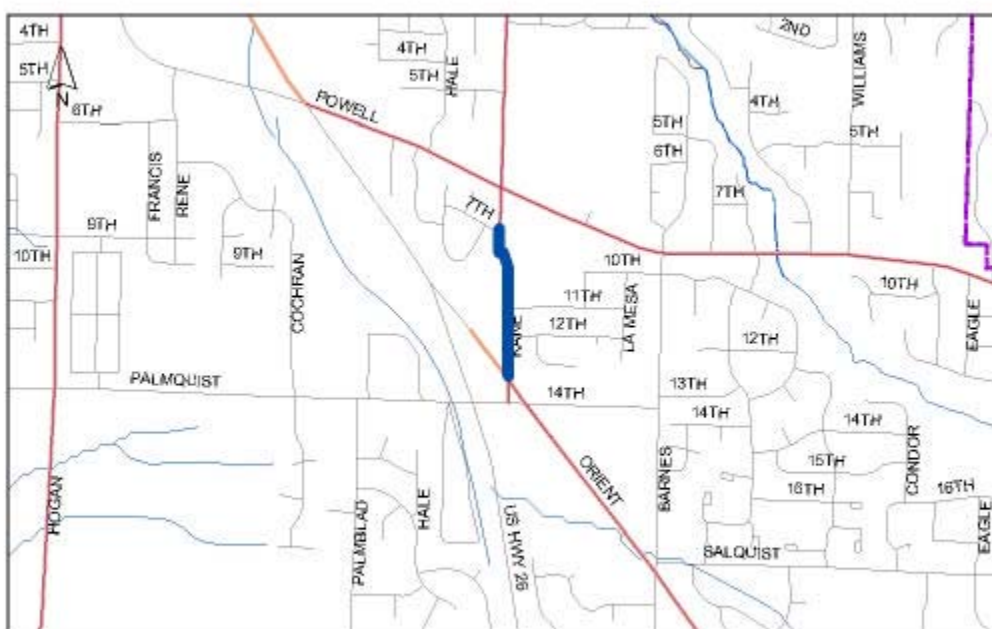 4TH
2ND
4TH
HALE
WILLIAMS
5TH
5TH
N
6TH
POWELL
4TH
5TH
5TH
6TH
FRANCIS
RENE
7TH
7TH
9TH
9TH
10TH
10TH
COCHRAN
11TH
LA MESA
10TH
EAGLE
KANE
12TH
12TH
PALMQUIST
14TH
13TH
14TH
14TH
CONDOR
15TH
ORIENT
BARNES
16TH
16TH
HOGAN
PALMBLAD
HALE
US HWY 26
SALQUIST
EAGLE